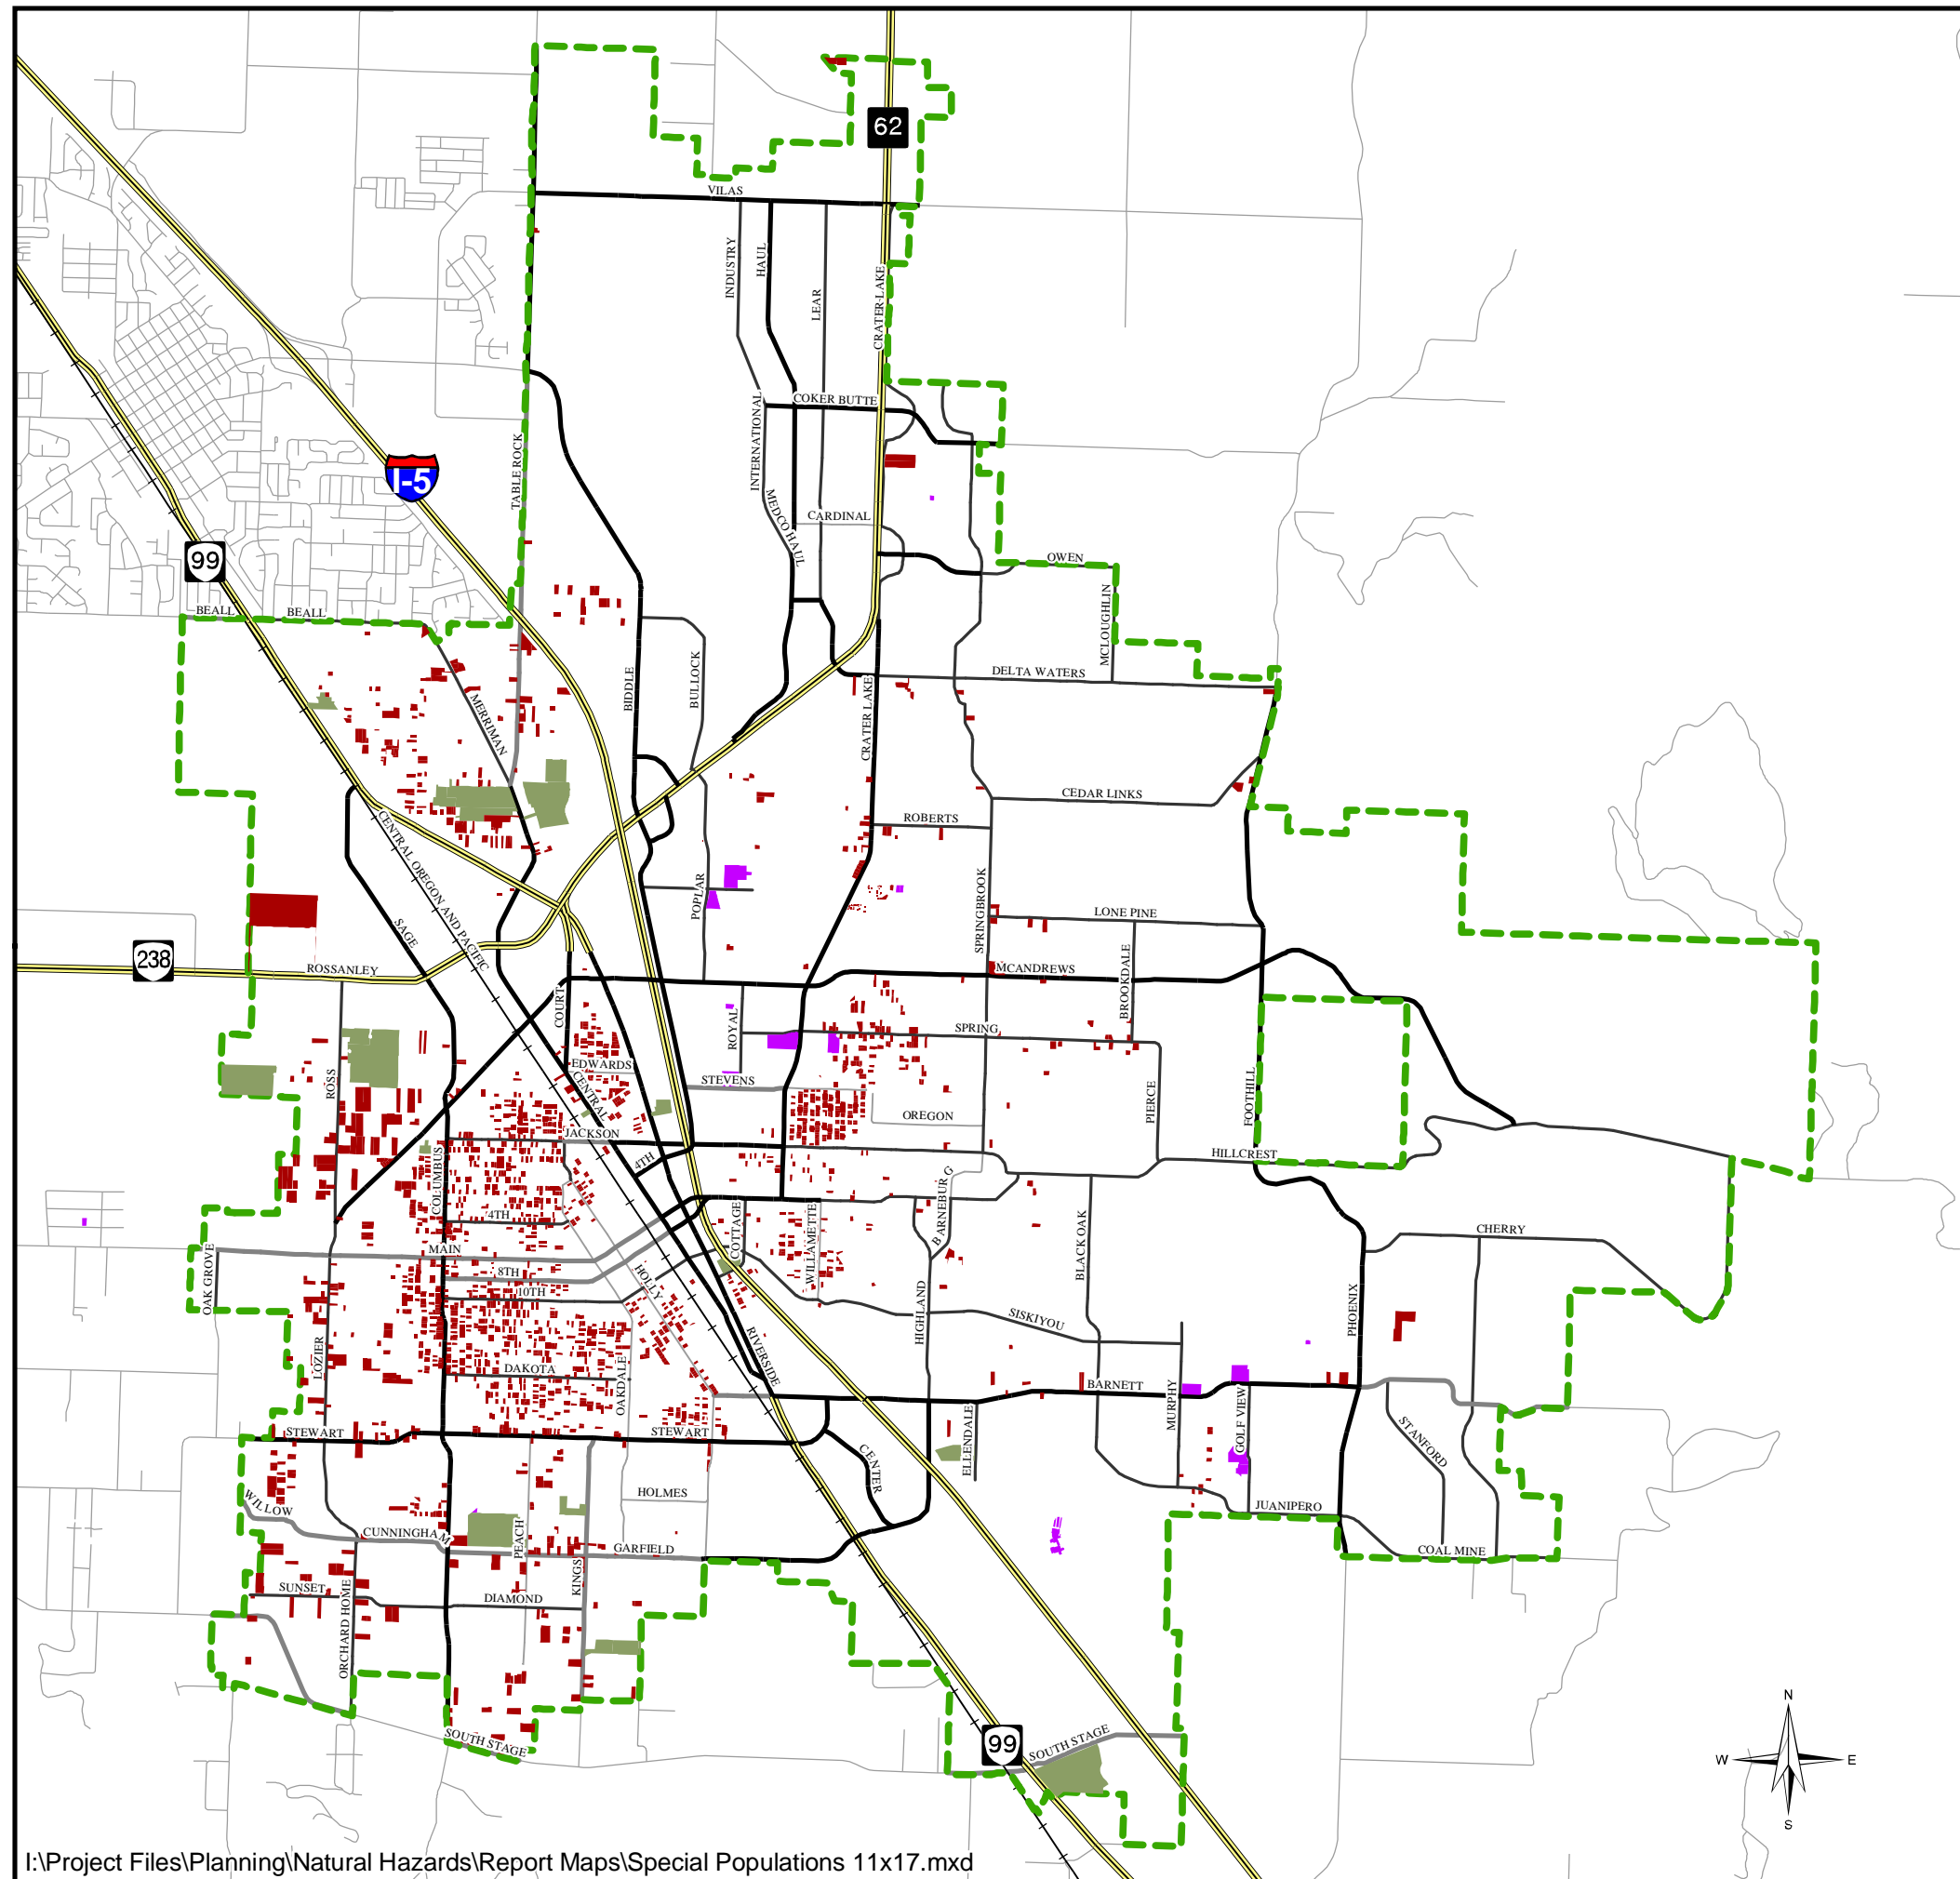 62
VILAS
INDUSTRY
HAUL
LEAR
CRATER LAKE
COKER BUTTE
INTERNATIONAL
TABLE ROCK
I-5
MEDCO HAUL
CARDINAL
99
OWEN
BEALL
BEALL
MCLOUGHLIN
DELTA WATERS
MERRIMAN
BIDDLE
BULLOCK
CRATER LAKE
CEDAR LINKS
ROBERTS
CENTRAL OREGON AND PACIFIC
SAGE
POPLAR
SPRINGBROOK
LONE PINE
238
ROSSANLEY
MCANDREWS
BROOKDALE
COURT
ROYAL
SPRING
EDWARDS
STEVENS
ROSS
CENTRAL
OREGON
PIERCE
FOOTHILL
JACKSON
4TH
HILLCREST
COLUMBUS
BARNEBURG
4TH
COTTAGE
WILLAMETTE
BLACK OAK
CHERRY
MAIN
OAK GROVE
8TH
10TH
HOLLY
HIGHLAND
SISKIYOU
PHOENIX
LOZIER
RIVERSIDE
DAKOTA
OAKDALE
BARNETT
MURPHY
GOLF VIEW
STANFORD
STEWART
STEWART
ELLENDALE
CENTER
HOLMES
WILLOW
JUANIPERO
CUNNINGHAM
PEACH
GARFIELD
COAL MINE
KINGS
SUNSET
DIAMOND
ORCHARD HOME
SOUTH STAGE
99
SOUTH STAGE
N
W
E
S
I:\Project Files\Planning\Natural Hazards\Report Maps\Special Populations 11x17.mxd